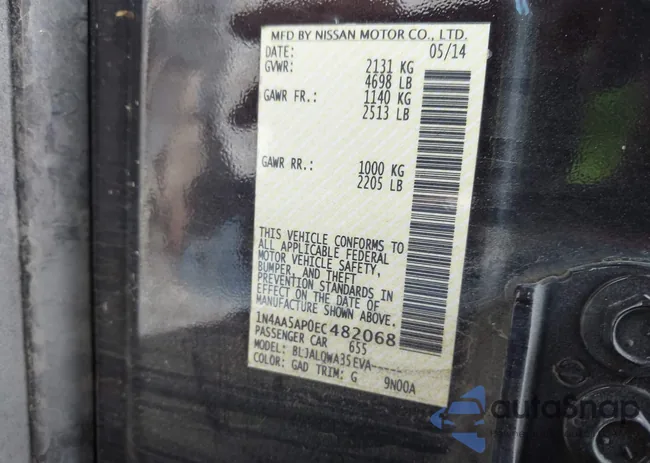 MFD BY NISSAN MOTOR CO., LTD.
DATE: 05/14
GVWR: 2131 KG
4698 LB
GAWR FR.: 1140 KG
2513 LB
GAWR RR.: 1000 KG
2205 LB
THIS VEHICLE CONFORMS TO
ALL APPLICABLE FEDERAL
MOTOR VEHICLE SAFETY,
BUMPER, AND THEFT
PREVENTION STANDARDS IN
EFFECT ON THE DATE OF
MANUFACTURE SHOWN ABOVE.
1N4AA5AP0EC482068
PASSENGER CAR 655
MODEL: BLJALQWA35EVA-----
COLOR: GAD TRIM: G 9N00A
autoSnap